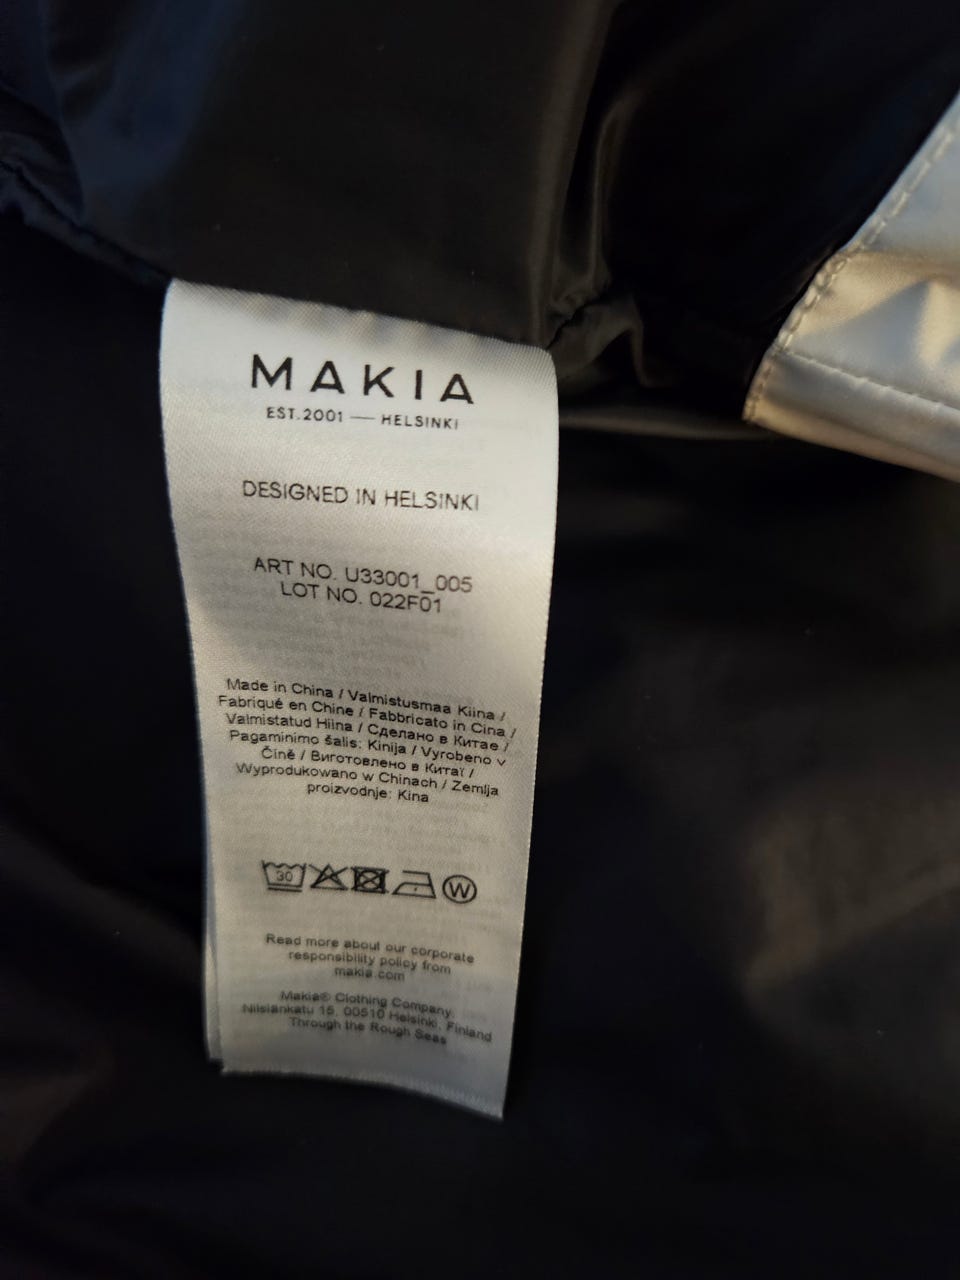 MAKIA
EST.2001 — HELSINKI
DESIGNED IN HELSINKI
ART NO. U33001_005
LOT NO. 022F01
Made in China / Valmistusmaa Kiina /
Fabriqué en Chine / Fabbricato in Cina /
Valmistatud Hiina / Сделано в Китае /
Pagaminimo šalis: Kinija / Vyrobeno v
Číně / Виготовлено в Китаї /
Wyprodukowano w Chinach / Zemlja
proizvodnje: Kina
30
W
Read more about our corporate
responsibility policy from
makia.com
Makia® Clothing Company.
Nilsiänkatu 15, 00510 Helsinki, Finland
Through the Rough Seas